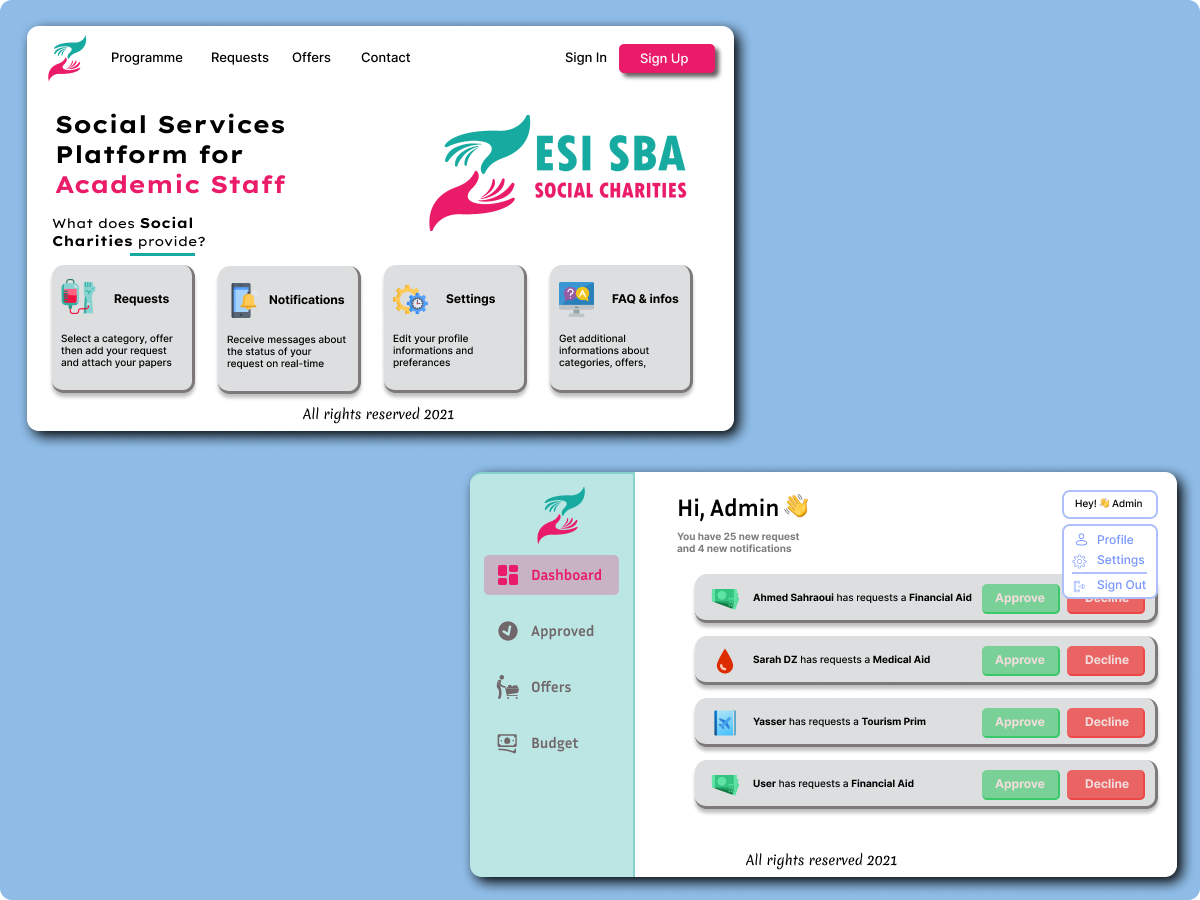 Programme Requests Offers Contact Sign In Sign Up
Social Services
Platform for
Academic Staff
ESI SBA
SOCIAL CHARITIES
What does Social
Charities provide?
Requests
Select a category, offer
then add your request
and attach your papers
Notifications
Receive messages about
the status of your
request on real-time
Settings
Edit your profile
informations and
preferances
FAQ & infos
Get additional
informations about
categories, offers,
All rights reserved 2021
Dashboard
Approved
Offers
Budget
Hi, Admin 👋
You have 25 new request
and 4 new notifications
Hey! 👋 Admin
Profile
Settings
Sign Out
Ahmed Sahraoui has requests a Financial Aid Approve Decline
Sarah DZ has requests a Medical Aid Approve Decline
Yasser has requests a Tourism Prim Approve Decline
User has requests a Financial Aid Approve Decline
All rights reserved 2021